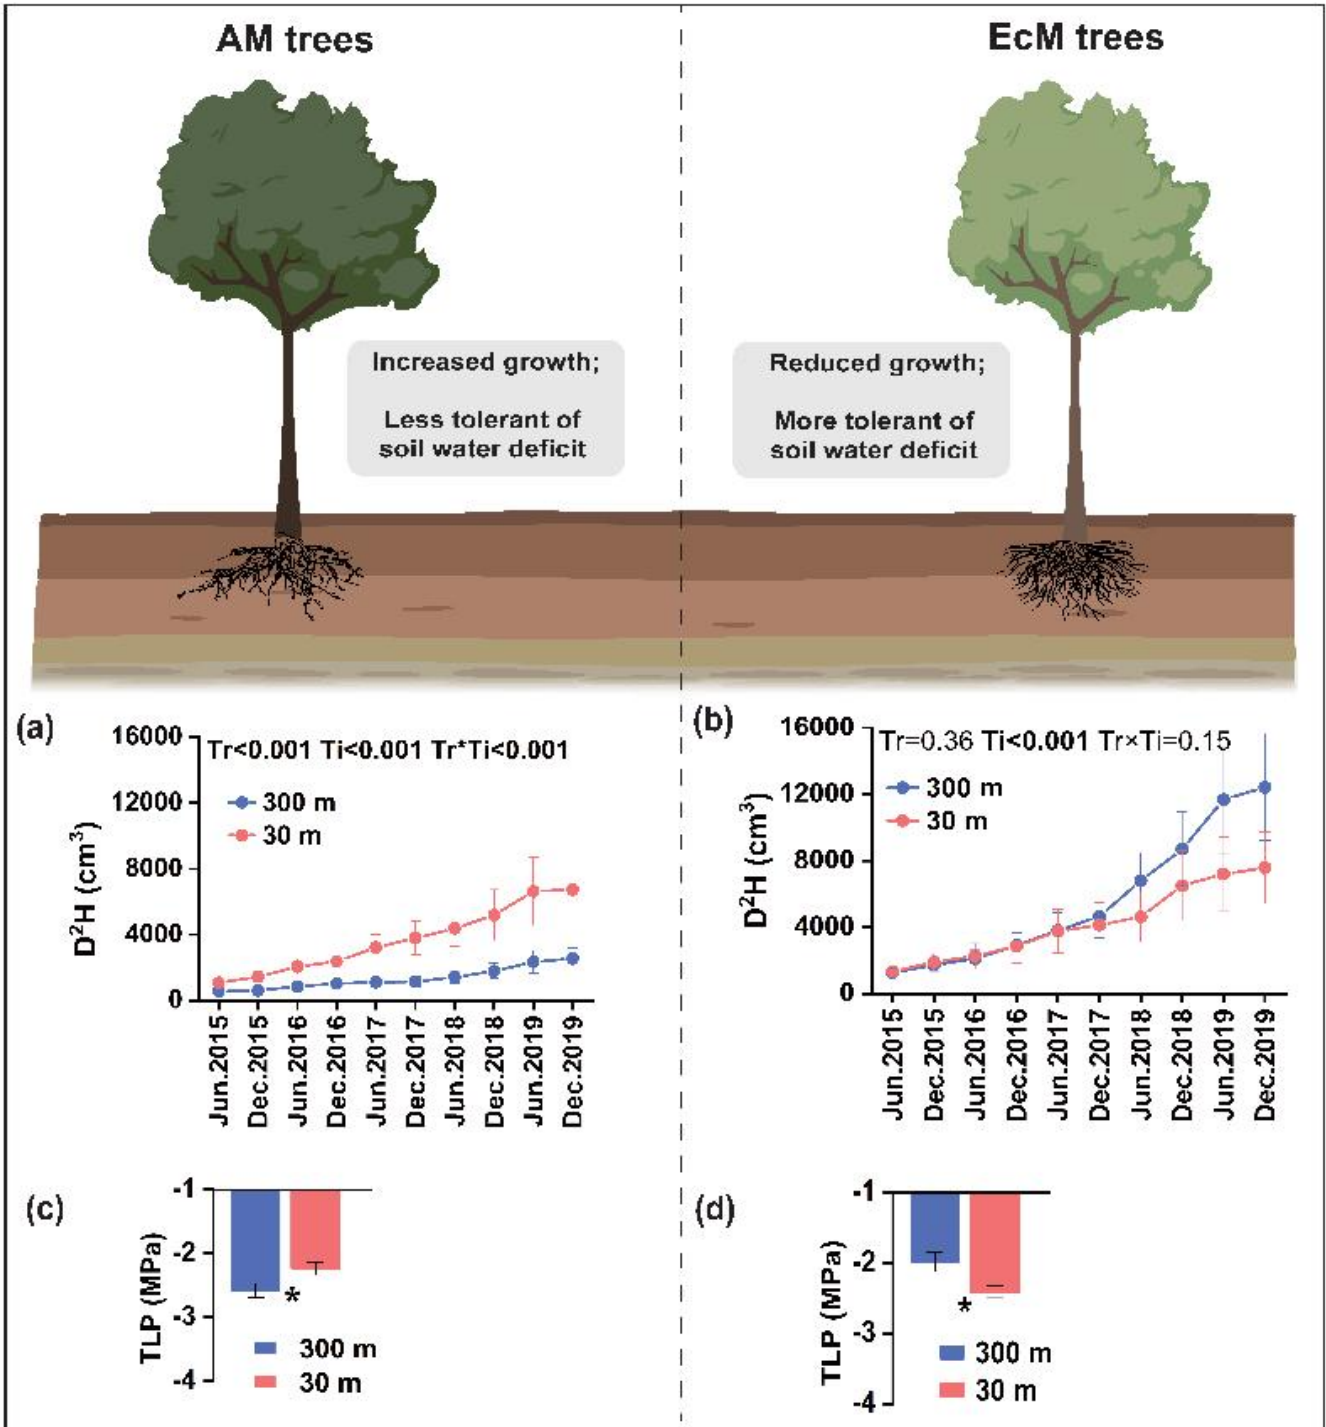 AM trees
EcM trees
Increased growth;
Less tolerant of
soil water deficit
Reduced growth;
More tolerant of
soil water deficit
(a)
Tr<0.001 Ti<0.001 Tr*Ti<0.001
300 m
30 m
D²H (cm³)
16000
12000
8000
4000
0
Jun.2015
Dec.2015
Jun.2016
Dec.2016
Jun.2017
Dec.2017
Jun.2018
Dec.2018
Jun.2019
Dec.2019
(b)
Tr=0.36 Ti<0.001 Tr×Ti=0.15
300 m
30 m
D²H (cm³)
16000
12000
8000
4000
0
Jun.2015
Dec.2015
Jun.2016
Dec.2016
Jun.2017
Dec.2017
Jun.2018
Dec.2018
Jun.2019
Dec.2019
(c)
TLP (MPa)
-1
-2
-3
-4
*
300 m
30 m
(d)
TLP (MPa)
-1
-2
-3
-4
*
300 m
30 m